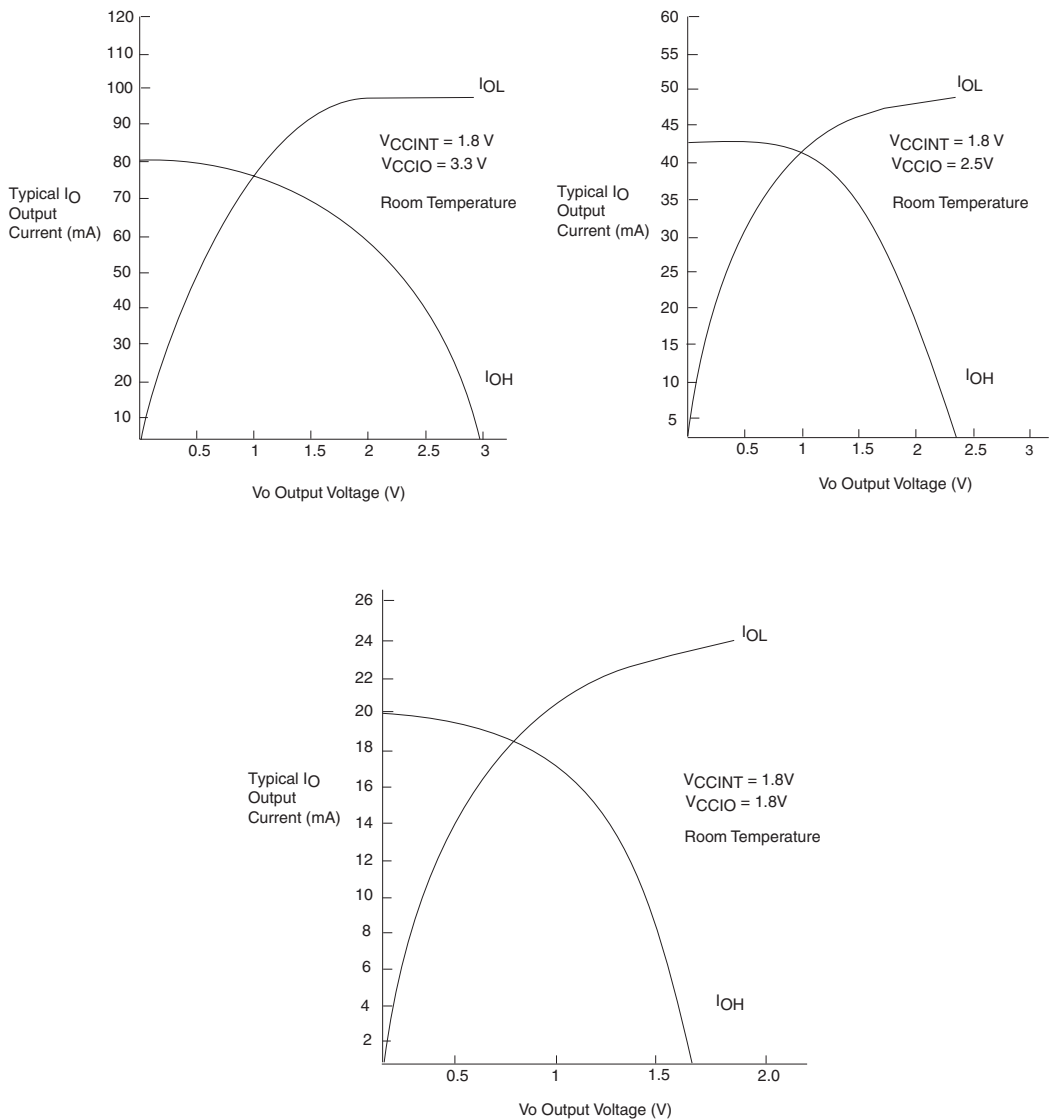 120
110
100
90
80
70
60
50
40
30
20
10
Typical IO
Output
Current (mA)
IOL
VCCINT = 1.8 V
VCCIO = 3.3 V
Room Temperature
IOH
0.5 1 1.5 2 2.5 3
Vo Output Voltage (V)
60
55
50
45
40
35
30
25
20
15
10
5
Typical IO
Output
Current (mA)
IOL
VCCINT = 1.8 V
VCCIO = 2.5V
Room Temperature
IOH
0.5 1 1.5 2 2.5 3
Vo Output Voltage (V)
26
24
22
20
18
16
14
12
10
8
6
4
2
Typical IO
Output
Current (mA)
IOL
VCCINT = 1.8V
VCCIO = 1.8V
Room Temperature
IOH
0.5 1 1.5 2.0
Vo Output Voltage (V)